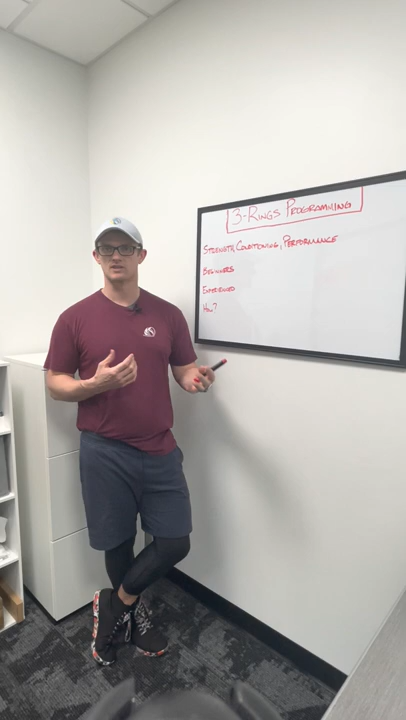 3-RINGS PROGRAMMING
STRENGTH, CONDITIONING, PERFORMANCE
BEGINNERS
EXPERIENCED
HOW?